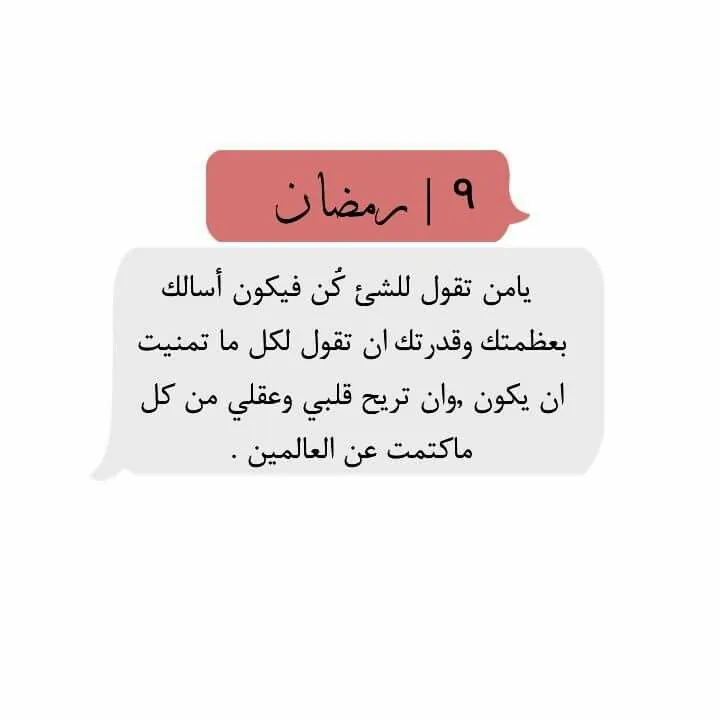 ٩ | رمضان
يامن تقول للشئ كُن فيكون أسالك
بعظمتك وقدرتك ان تقول لكل ما تمنيت
ان يكون ,وان تريح قلبي وعقلي من كل
ماكتمت عن العالمين .